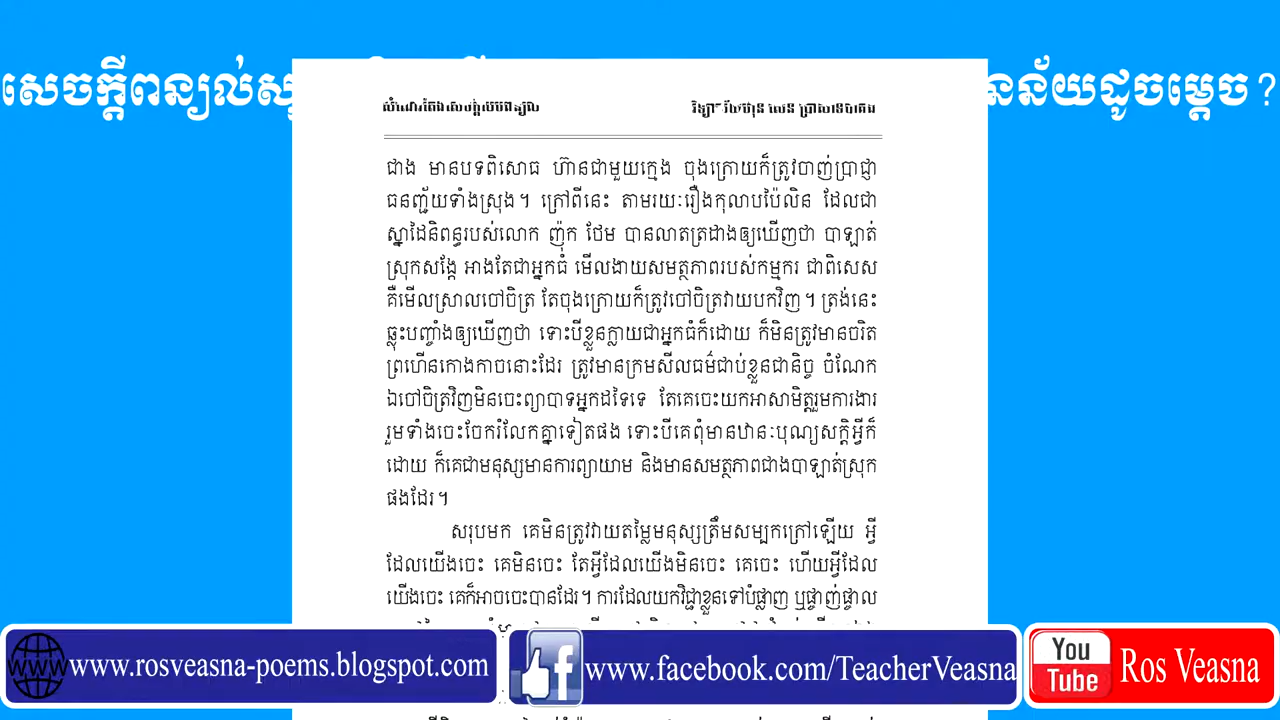 សេចក្ដីពន្យល់ ន័យដូចម្ដេច ?
វិទ្យាល័យហ៊ុន សែន
ជាង មានបទពិសោធ ហ៊ានជាមួយក្មេង ចុងក្រោយក៏ត្រូវចាញ់ប្រាជ្ញា
ធនញ្ជ័យទាំងស្រុង។ ក្រៅពីនេះ តាមរយៈរឿងកុលាបប៉ៃលិន ដែលជា
ស្នាដៃនិពន្ធរបស់លោក ញ៉ុក ថែម បានលាតត្រដាងឲ្យឃើញថា បាឡាត់
ស្រុកសង្កែ អាងតែជាអ្នកធំ មើលងាយសមត្ថភាពរបស់កម្មករ ជាពិសេស
គឺមើលស្រាលចៅចិត្រ តែចុងក្រោយក៏ត្រូវចៅចិត្រវាយបកវិញ។ ត្រង់នេះ
ឆ្លុះបញ្ចាំងឲ្យឃើញថា ទោះបីខ្លួនក្លាយជាអ្នកធំក៏ដោយ ក៏មិនត្រូវមានចរិត
ព្រហើនកោងកាចនោះដែរ ត្រូវមានក្រមសីលធម៌ជាប់ខ្លួនជានិច្ច ចំណែក
ឯចៅចិត្រវិញមិនចេះព្យាបាទអ្នកដទៃទេ តែគេចេះយកអាសាមិត្តរួមការងារ
រួមទាំងចេះចែករំលែកគ្នាទៀតផង ទោះបីគេពុំមានឋានៈបុណ្យសក្ដិអ្វីក៏
ដោយ ក៏គេជាមនុស្សមានការព្យាយាម និងមានសមត្ថភាពជាងបាឡាត់ស្រុក
ផងដែរ។
សរុបមក គេមិនត្រូវវាយតម្លៃមនុស្សត្រឹមសម្បកក្រៅឡើយ អ្វី
ដែលយើងចេះ គេមិនចេះ តែអ្វីដែលយើងមិនចេះ គេចេះ ហើយអ្វីដែល
យើងចេះ គេក៏អាចចេះបានដែរ។ ការដែលយកវិជ្ជាខ្លួនទៅបំផ្លាញ ឬផ្ចាញ់ផ្ចាល
www.rosveasna-poems.blogspot.com
www.facebook.com/TeacherVeasna
You Tube Ros Veasna